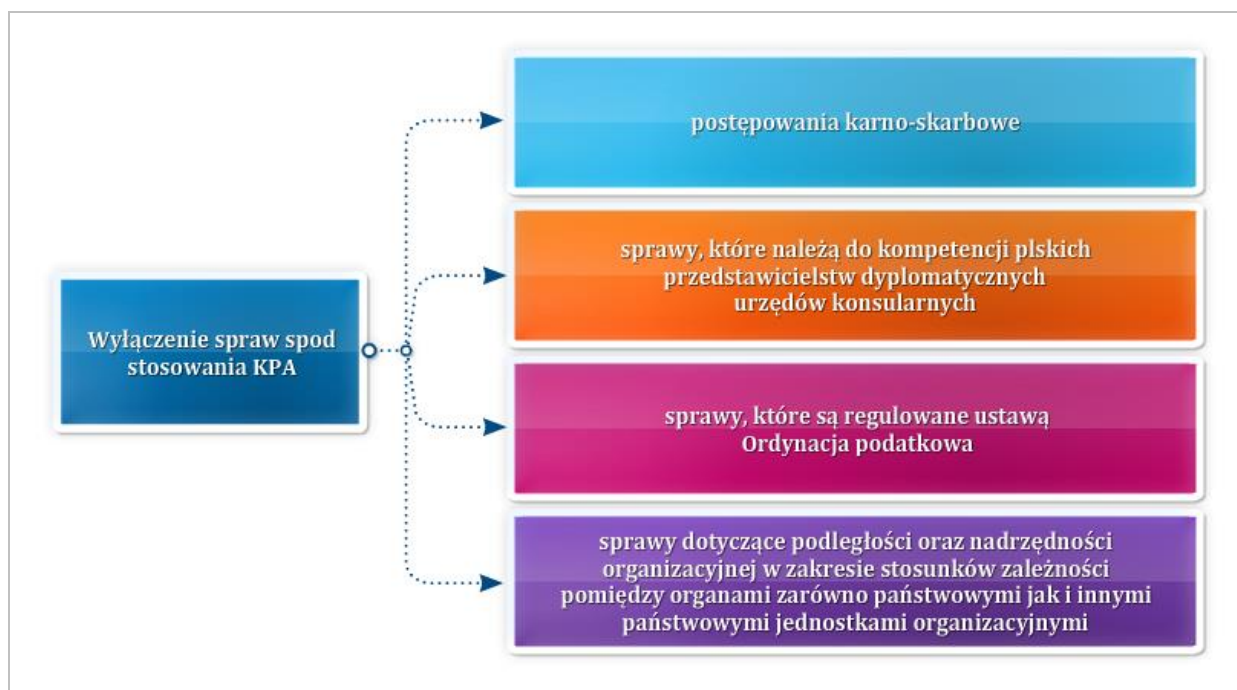 Wyłączenie spraw spod
stosowania KPA
postępowania karno-skarbowe
sprawy, które należą do kompetencji plskich
przedstawicielstw dyplomatycznych
urzędów konsularnych
sprawy, które są regulowane ustawą
Ordynacja podatkowa
sprawy dotyczące podległości oraz nadrzędności
organizacyjnej w zakresie stosunków zależności
pomiędzy organami zarówno państwowymi jak i innymi
państwowymi jednostkami organizacyjnymi